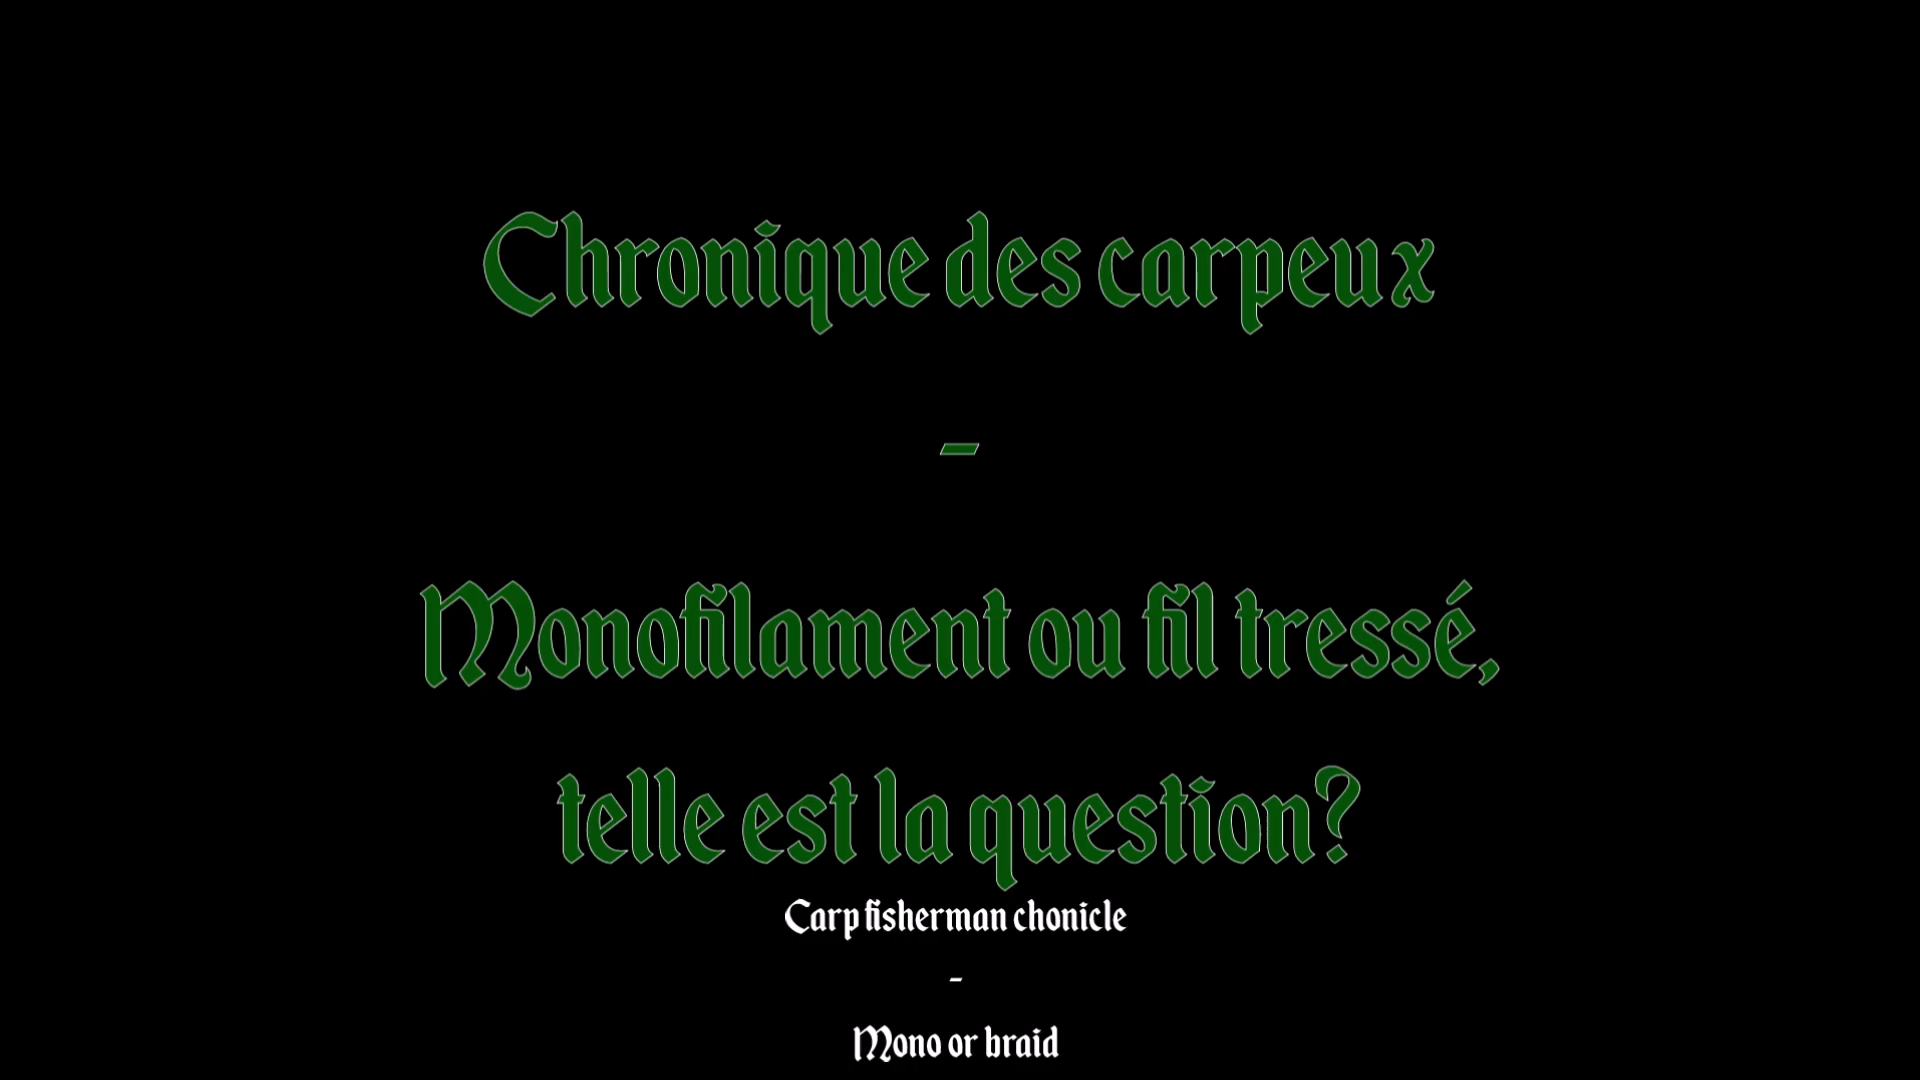 Chronique des carpeux
-
Monofilament ou fil tressé,
telle est la question?
Carp fisherman chonicle
-
Mono or braid